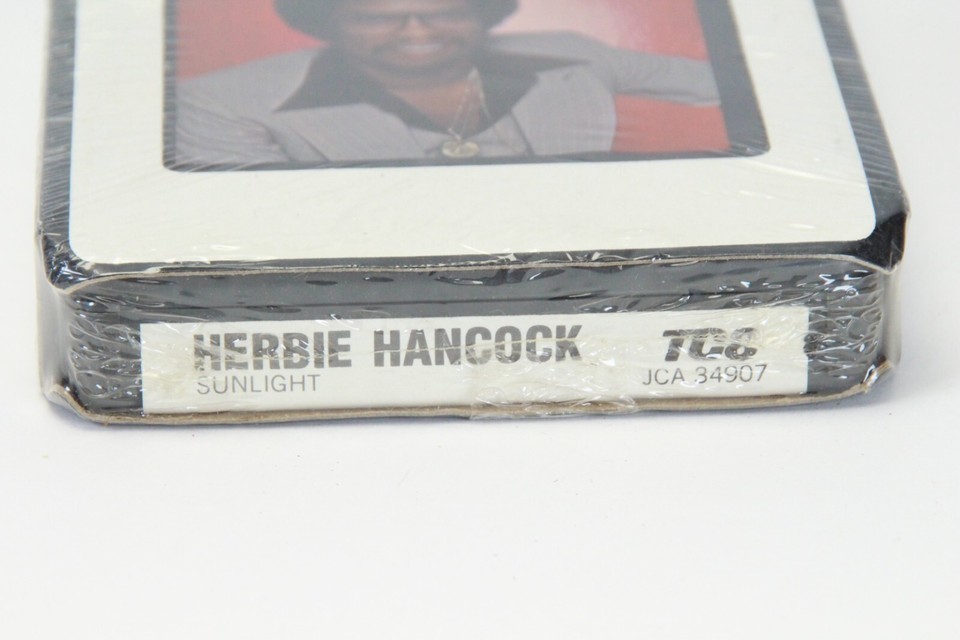 HERBIE HANCOCK TC8
SUNLIGHT JCA 34907